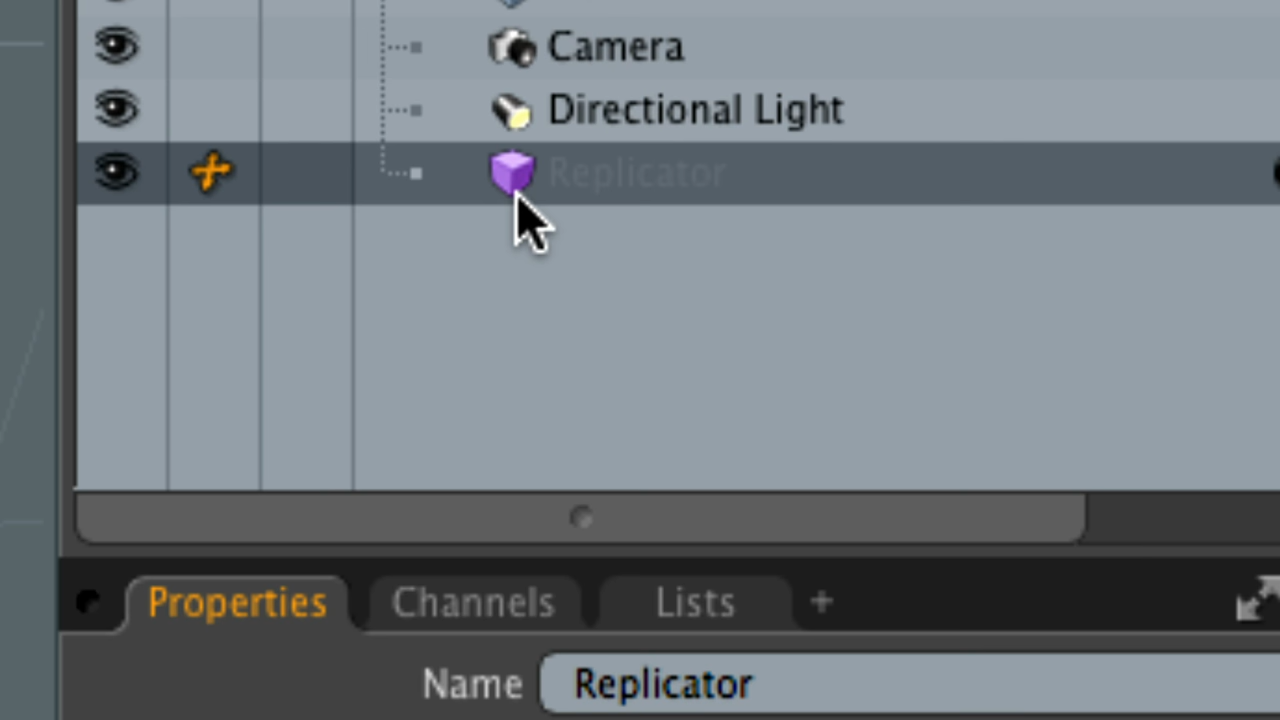 Camera
Directional Light
Replicator
Properties Channels Lists +
Name Replicator